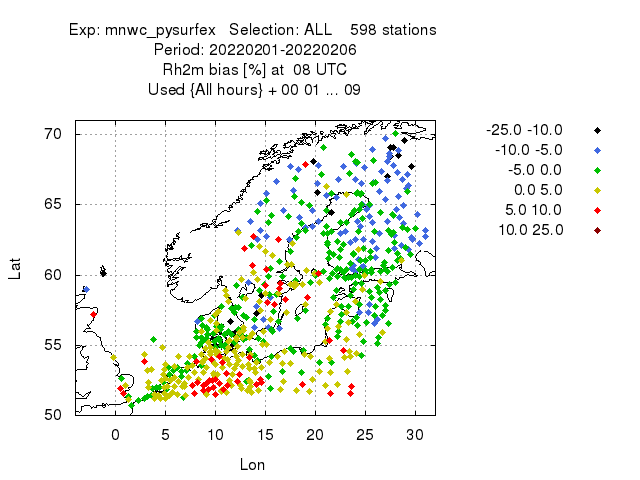 Exp: mnwc_pysurfex   Selection: ALL    598 stations
Period: 20220201-20220206
Rh2m bias [%] at  08 UTC
Used {All hours} + 00 01 ... 09
-25.0 -10.0
-10.0 -5.0
-5.0 0.0
0.0 5.0
5.0 10.0
10.0 25.0
Lat
70
65
60
55
50
0 5 10 15 20 25 30
Lon